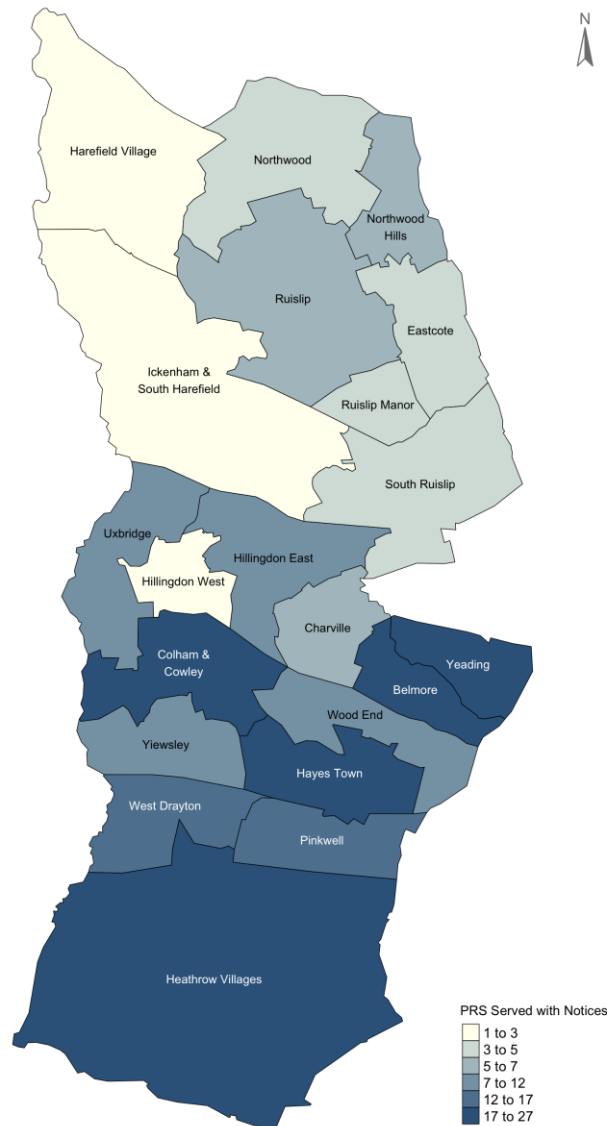 N
Harefield Village
Northwood
Northwood
Hills
Ruislip
Eastcote
Ickenham &
South Harefield
Ruislip Manor
South Ruislip
Uxbridge
Hillingdon East
Hillingdon West
Charville
Colham &
Cowley
Yeading
Belmore
Wood End
Yiewsley
Hayes Town
West Drayton
Pinkwell
Heathrow Villages
PRS Served with Notices
1 to 3
3 to 5
5 to 7
7 to 12
12 to 17
17 to 27